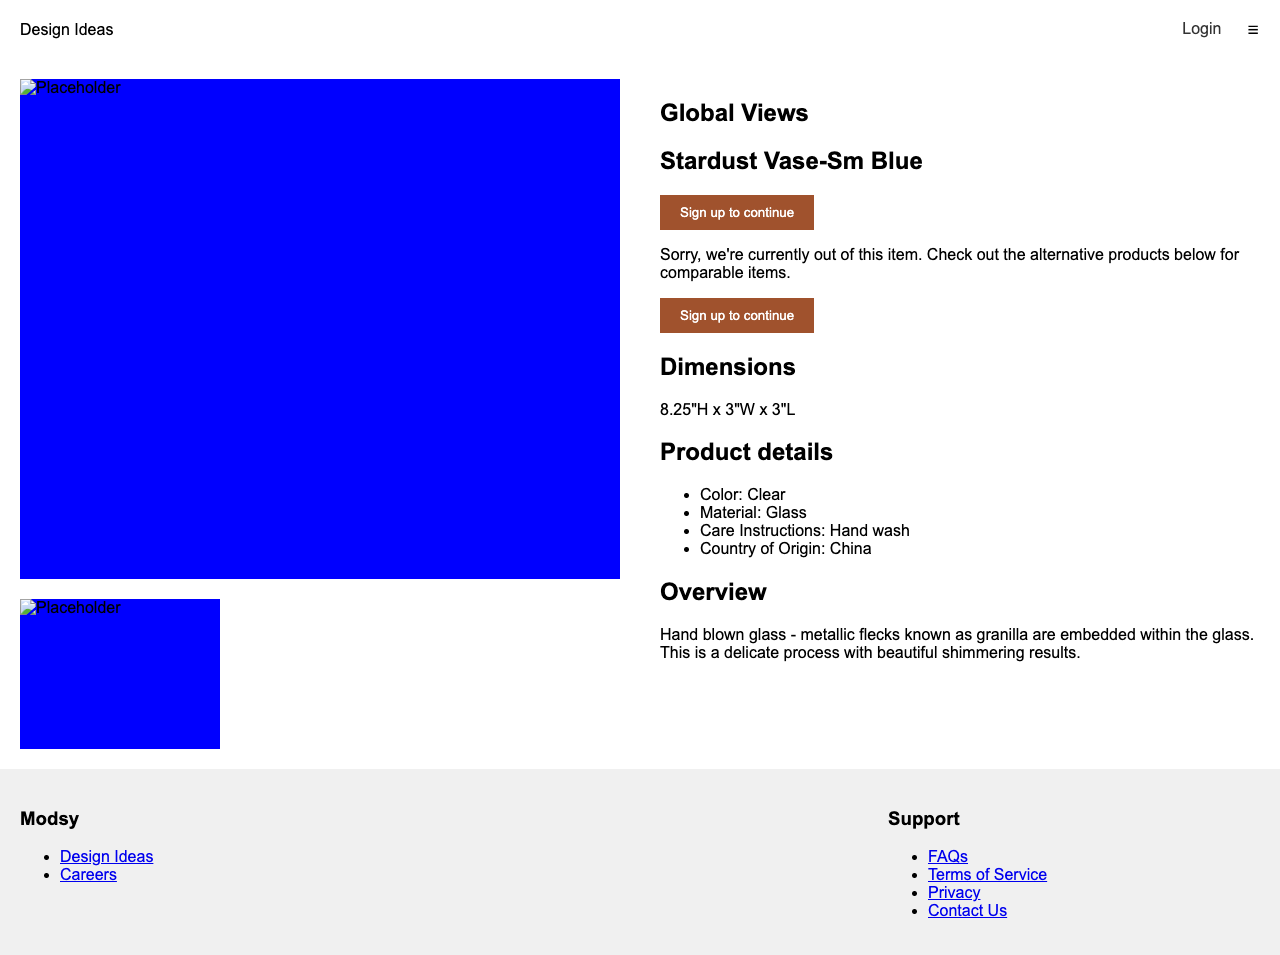 Design Ideas
Login ≡
Placeholder
Global Views
Stardust Vase-Sm Blue
Sign up to continue
Sorry, we're currently out of this item. Check out the alternative products below for
comparable items.
Sign up to continue
Dimensions
8.25"H x 3"W x 3"L
Product details
• Color: Clear
• Material: Glass
• Care Instructions: Hand wash
• Country of Origin: China
Overview
Hand blown glass - metallic flecks known as granilla are embedded within the glass.
This is a delicate process with beautiful shimmering results.
Placeholder
Modsy
• Design Ideas
• Careers
Support
• FAQs
• Terms of Service
• Privacy
• Contact Us